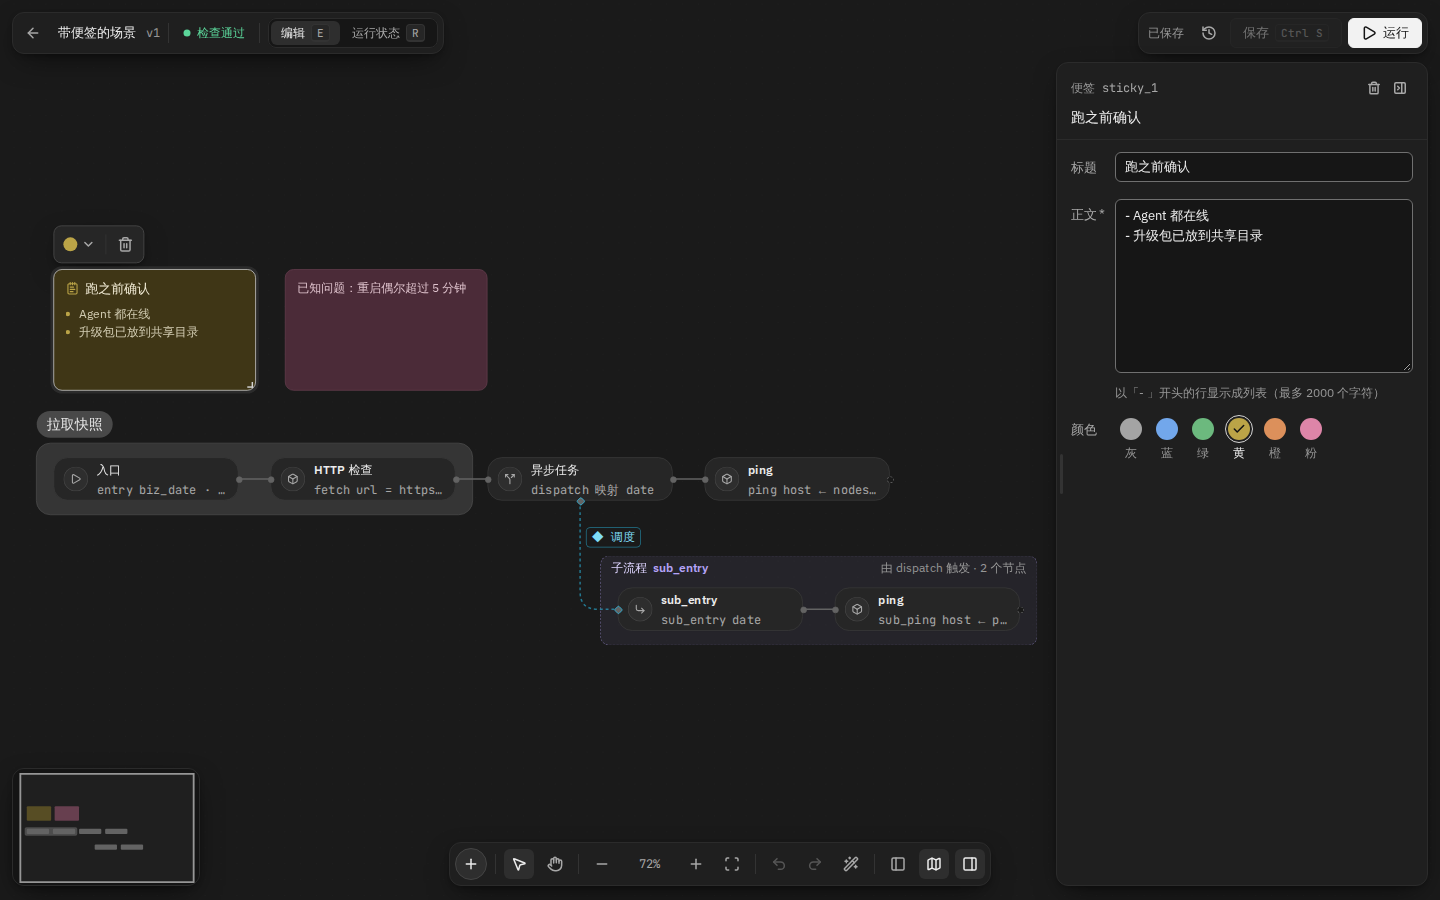 带便签的场景 v1 检查通过 编辑 E 运行状态 R 已保存 保存 Ctrl S 运行
便签 sticky_1
跑之前确认
标题 跑之前确认
正文* - Agent 都在线
- 升级包已放到共享目录
以「- 」开头的行显示成列表（最多 2000 个字符）
颜色
灰 蓝 绿 黄 橙 粉
跑之前确认
Agent 都在线
升级包已放到共享目录
已知问题：重启偶尔超过 5 分钟
拉取快照
入口
entry biz_date · …
HTTP 检查
fetch url = https…
异步任务
dispatch 映射 date
ping
ping host ← nodes…
调度
子流程 sub_entry 由 dispatch 触发 · 2 个节点
sub_entry
sub_entry date
ping
sub_ping host ← p…
72%